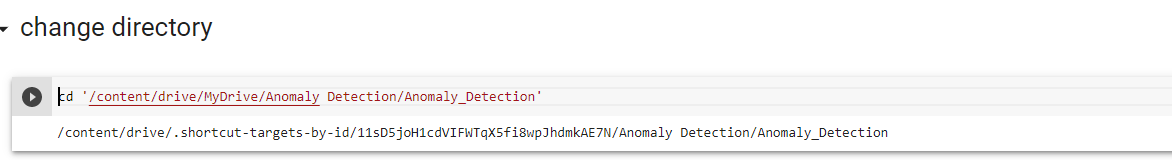 change directory
cd '/content/drive/MyDrive/Anomaly Detection/Anomaly_Detection'
/content/drive/.shortcut-targets-by-id/11sD5joH1cdVIFWTqX5fi8wpJhdmkAE7N/Anomaly Detection/Anomaly_Detection